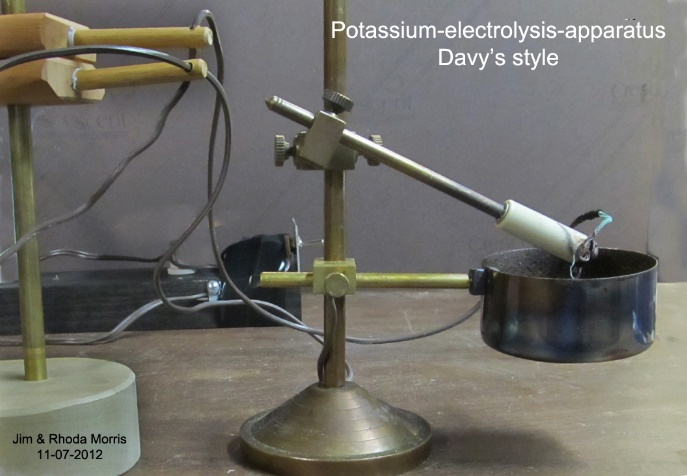 Potassium-electrolysis-apparatus
Davy's style
Jim & Rhoda Morris
11-07-2012